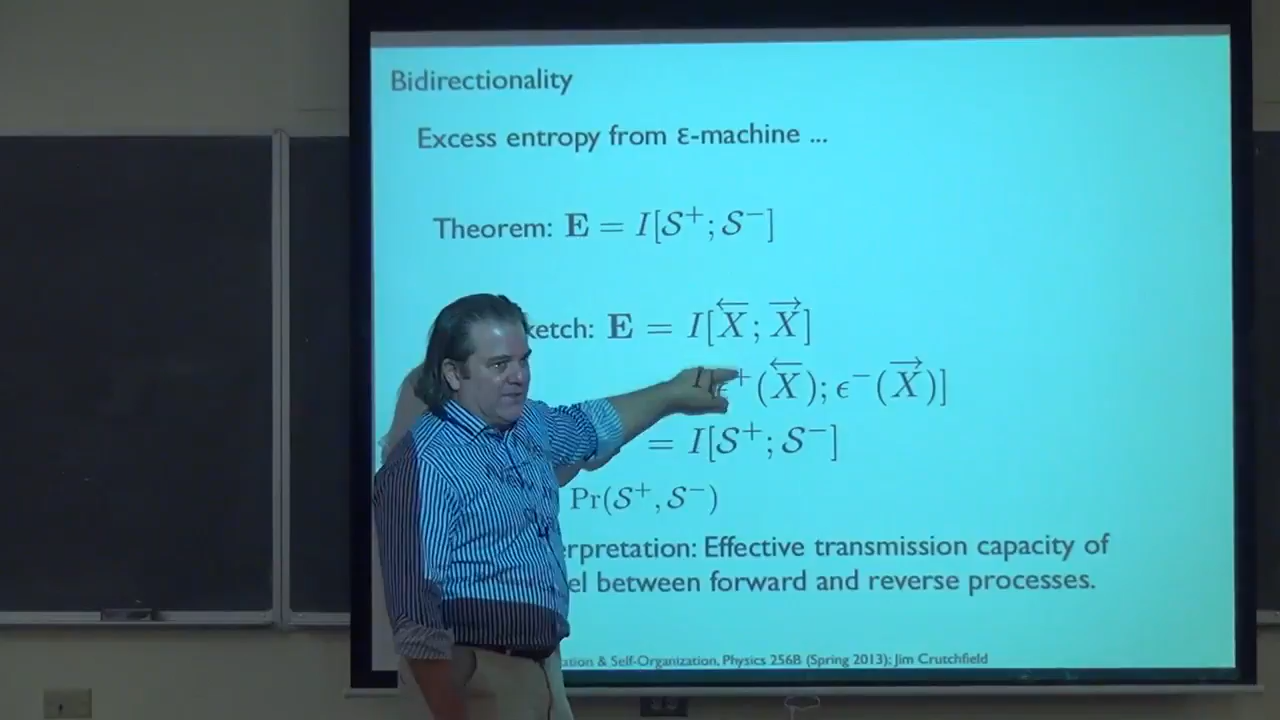 Bidirectionality
Excess entropy from ε-machine ...
Theorem: E = I[S⁺; S⁻]
ketch: E = I[X⃖; X⃗]
I[ϵ⁺(X⃖); ϵ⁻(X⃗)]
= I[S⁺; S⁻]
Pr(S⁺, S⁻)
erpretation: Effective transmission capacity of
el between forward and reverse processes.
ation & Self-Organization, Physics 256B (Spring 2013); Jim Crutchfield